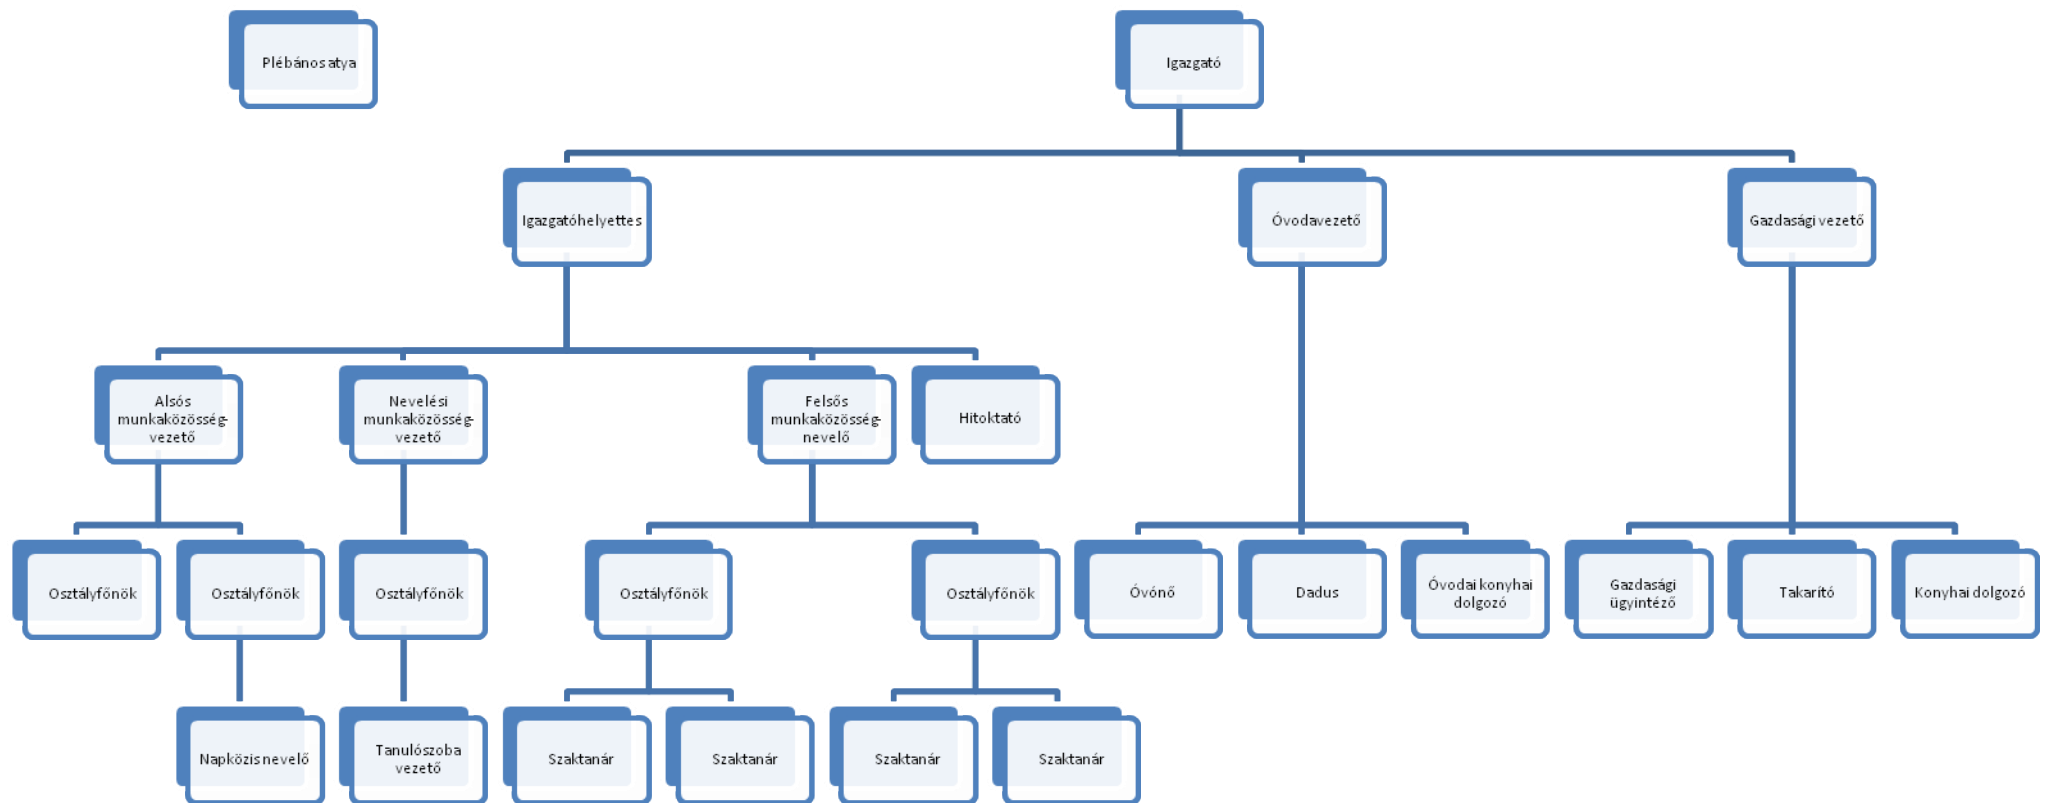 Plébános atya
Igazgató
Igazgatóhelyettes
Óvodavezető
Gazdasági vezető
Alsós
munkaközösség-
vezető
Nevelési
munkaközösség-
vezető
Felsős
munkaközösség-
nevelő
Hitoktató
Osztályfőnök
Osztályfőnök
Osztályfőnök
Osztályfőnök
Osztályfőnök
Óvónő
Dadus
Óvodai konyhai
dolgozó
Gazdasági
ügyintéző
Takarító
Konyhai dolgozó
Napközis nevelő
Tanulószoba
vezető
Szaktanár
Szaktanár
Szaktanár
Szaktanár